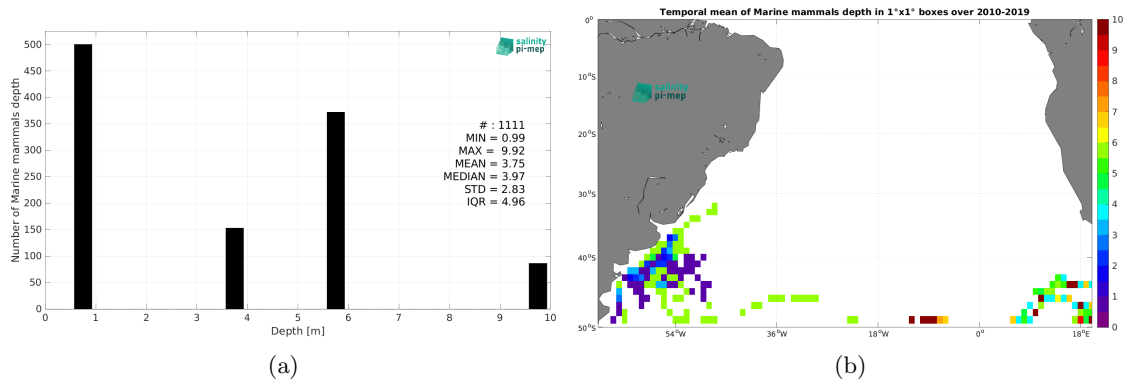 500
450
400
350
300
250
200
150
100
50
0
Number of Marine mammals depth
salinity
pi-mep
# : 1111
MIN = 0.99
MAX = 9.92
MEAN = 3.75
MEDIAN = 3.97
STD = 2.83
IQR = 4.96
0 1 2 3 4 5 6 7 8 9 10
Depth [m]
(a)
Temporal mean of Marine mammals depth in 1°x1° boxes over 2010-2019
0°
10°S
20°S
30°S
40°S
50°S
salinity
pi-mep
54°W 36°W 18°W 0° 18°E
10
9
8
7
6
5
4
3
2
1
0
(b)